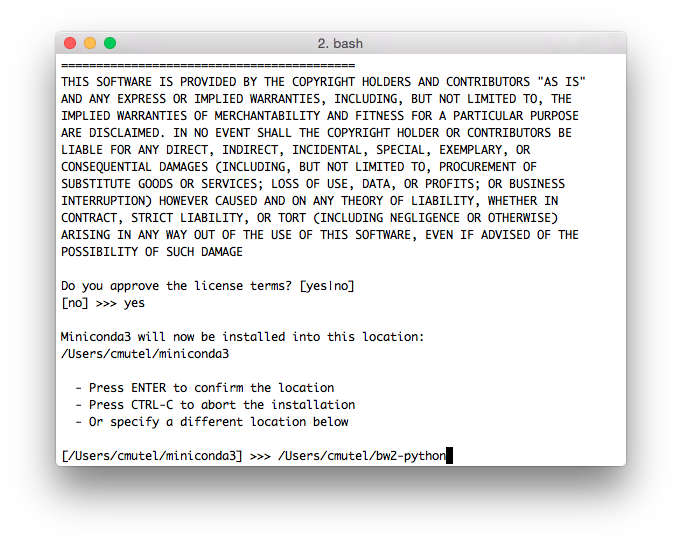 2. bash
==========================================
THIS SOFTWARE IS PROVIDED BY THE COPYRIGHT HOLDERS AND CONTRIBUTORS "AS IS"
AND ANY EXPRESS OR IMPLIED WARRANTIES, INCLUDING, BUT NOT LIMITED TO, THE
IMPLIED WARRANTIES OF MERCHANTABILITY AND FITNESS FOR A PARTICULAR PURPOSE
ARE DISCLAIMED. IN NO EVENT SHALL THE COPYRIGHT HOLDER OR CONTRIBUTORS BE
LIABLE FOR ANY DIRECT, INDIRECT, INCIDENTAL, SPECIAL, EXEMPLARY, OR
CONSEQUENTIAL DAMAGES (INCLUDING, BUT NOT LIMITED TO, PROCUREMENT OF
SUBSTITUTE GOODS OR SERVICES; LOSS OF USE, DATA, OR PROFITS; OR BUSINESS
INTERRUPTION) HOWEVER CAUSED AND ON ANY THEORY OF LIABILITY, WHETHER IN
CONTRACT, STRICT LIABILITY, OR TORT (INCLUDING NEGLIGENCE OR OTHERWISE)
ARISING IN ANY WAY OUT OF THE USE OF THIS SOFTWARE, EVEN IF ADVISED OF THE
POSSIBILITY OF SUCH DAMAGE
Do you approve the license terms? [yes|no]
[no] >>> yes
Miniconda3 will now be installed into this location:
/Users/cmutel/miniconda3
- Press ENTER to confirm the location
- Press CTRL-C to abort the installation
- Or specify a different location below
[/Users/cmutel/miniconda3] >>> /Users/cmutel/bw2-python